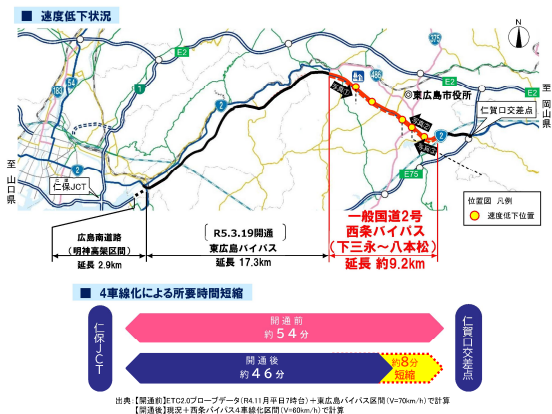 ■ 速度低下状況
E2
375
N
486
◎東広島市役所
E2
至 岡山県
54
183
1
2
仁賀口交差点
2
2
至 山口県
仁保JCT
E75
位置図 凡例
速度低下位置
広島南道路
（明神高架区間）
延長 2.9km
R5.3.19開通
東広島バイパス
延長 17.3km
一般国道2号
西条バイパス
（下三永～八本松）
延長 約9.2km
■ 4車線化による所要時間短縮
仁保JCT
開通前
約54分
開通後
約46分
約8分
短縮
仁賀口交差点
出典：【開通前】ETC2.0プローブデータ（R4.11月平日7時台）＋東広島バイパス区間（V=70km/h）で計算
【開通後】現況＋西条バイパス4車線化区間（V=60km/h）で計算